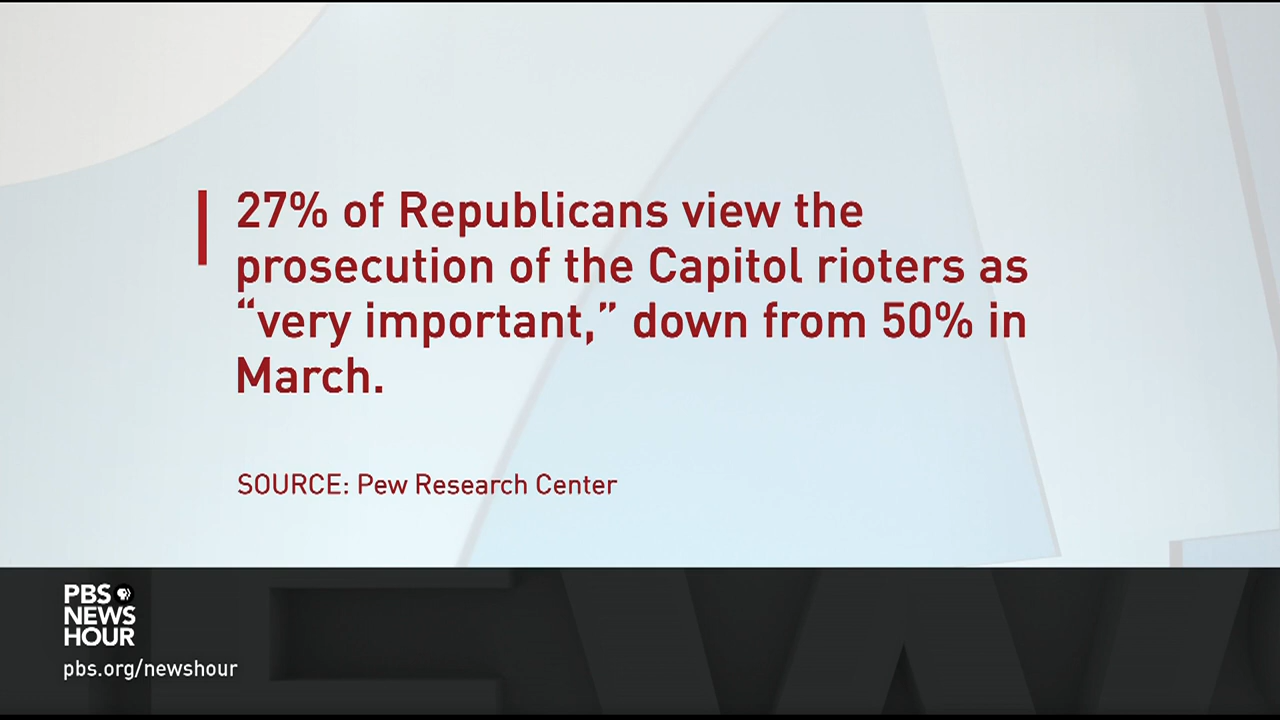 27% of Republicans view the
prosecution of the Capitol rioters as
“very important,” down from 50% in
March.
SOURCE: Pew Research Center
PBS
NEWS
HOUR
pbs.org/newshour